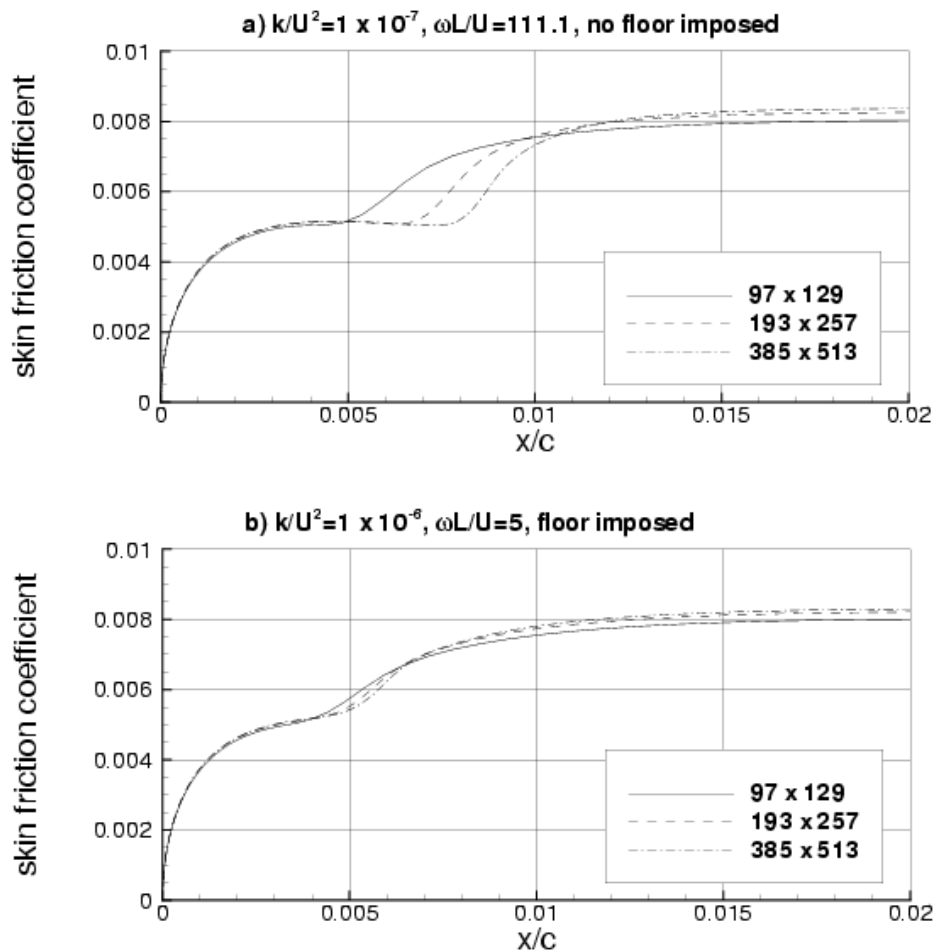 a) k/U²=1 x 10⁻⁷, ωL/U=111.1, no floor imposed
skin friction coefficient
0.01
0.008
0.006
0.004
0.002
0
97 x 129
193 x 257
385 x 513
0 0.005 0.01 0.015 0.02
x/c
b) k/U²=1 x 10⁻⁶, ωL/U=5, floor imposed
skin friction coefficient
0.01
0.008
0.006
0.004
0.002
0
97 x 129
193 x 257
385 x 513
0 0.005 0.01 0.015 0.02
x/c